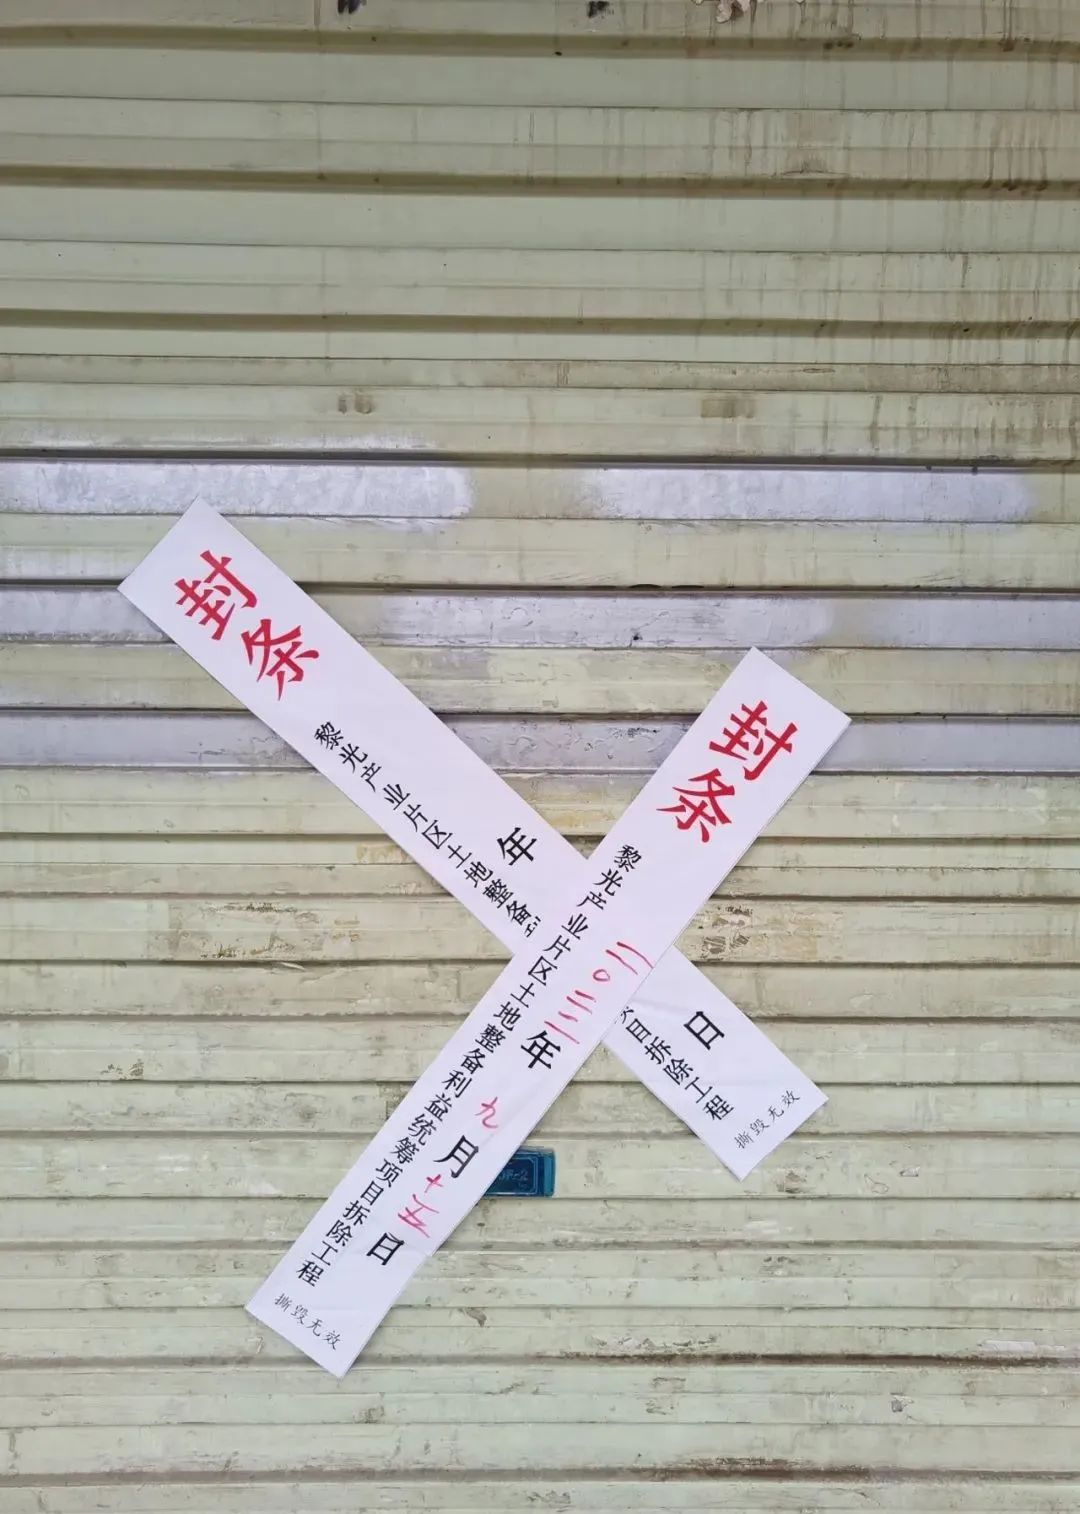 封条
黎光产业片区土地整备
目拆除工程
年
日
撕毁无效
封条
黎光产业片区土地整备利益统筹项目拆除工程
二〇二三年九月十五日
撕毁无效